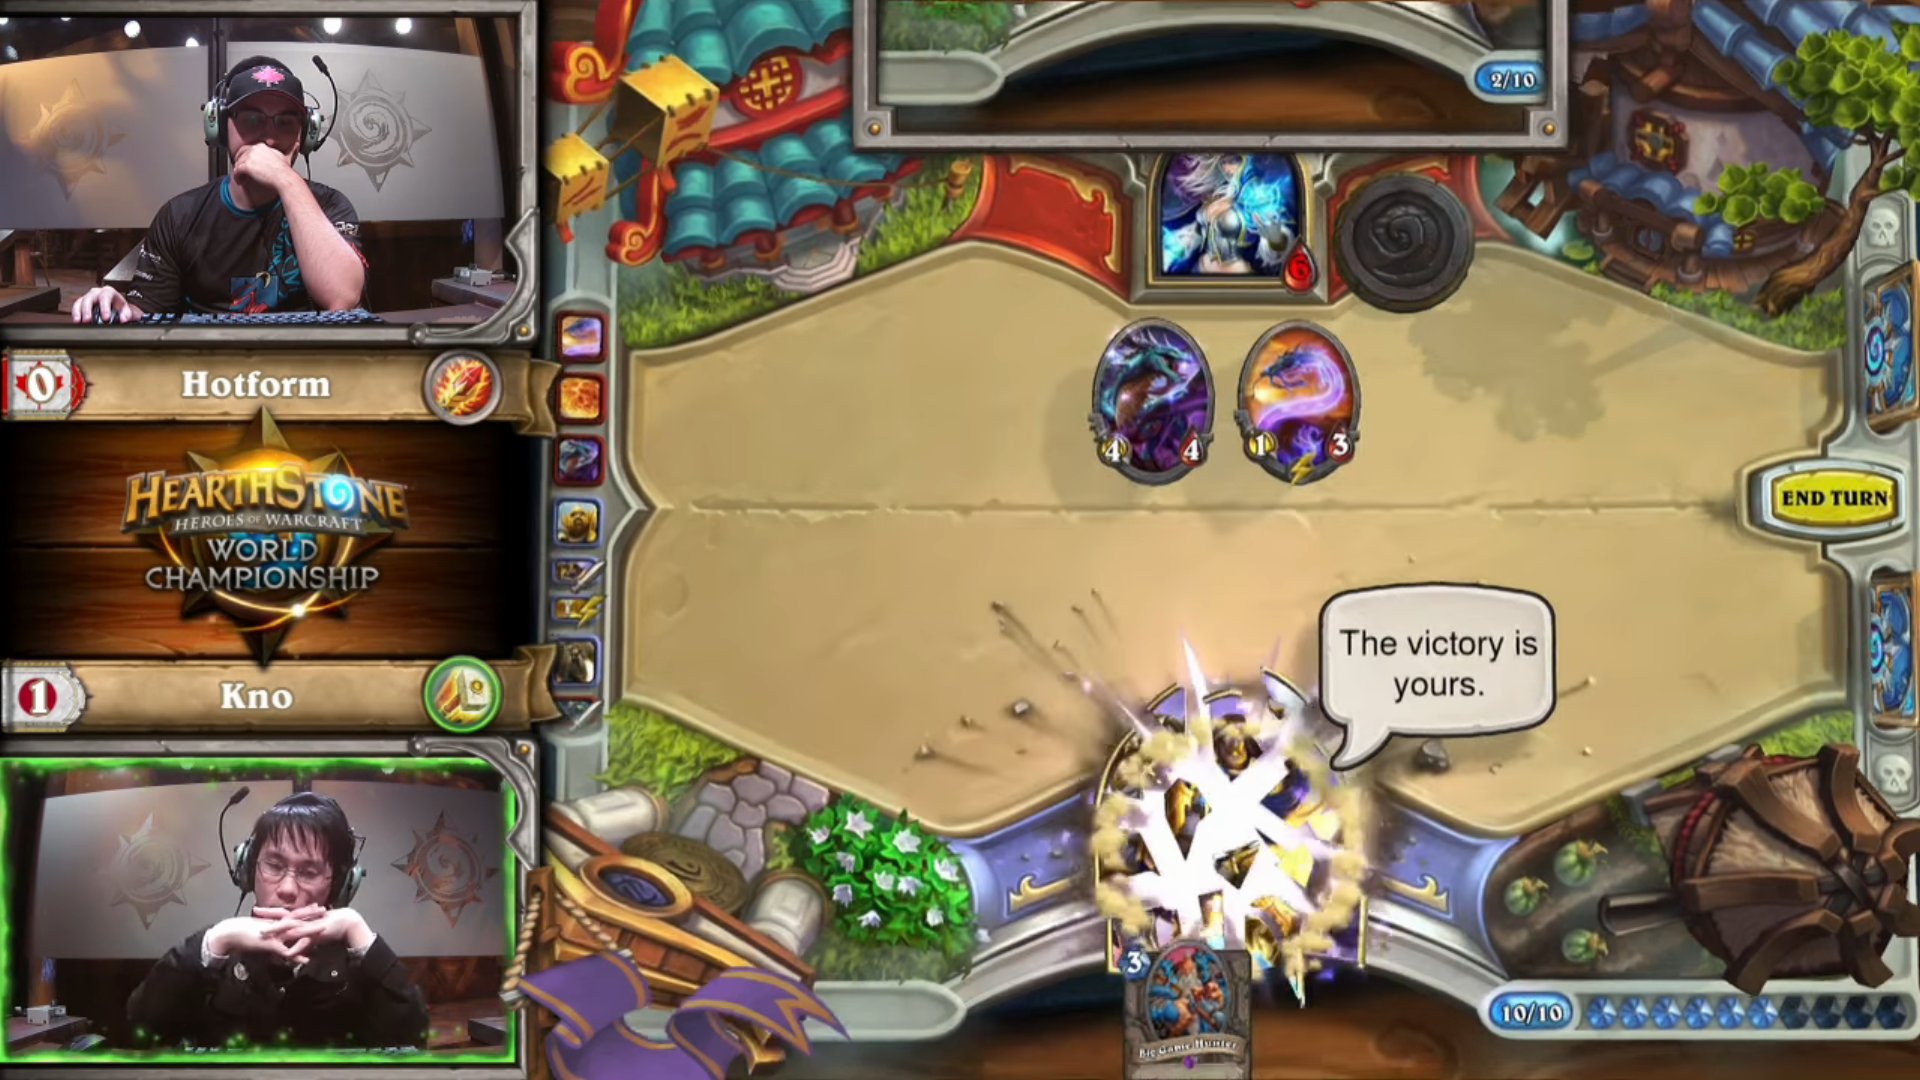 2/10
6
0
Hotform
4
4
1
3
HEARTHSTONE
HEROES OF WARCRAFT
WORLD
CHAMPIONSHIP
END TURN
The victory is
yours.
1
Kno
3
Big Game Hunter
10/10